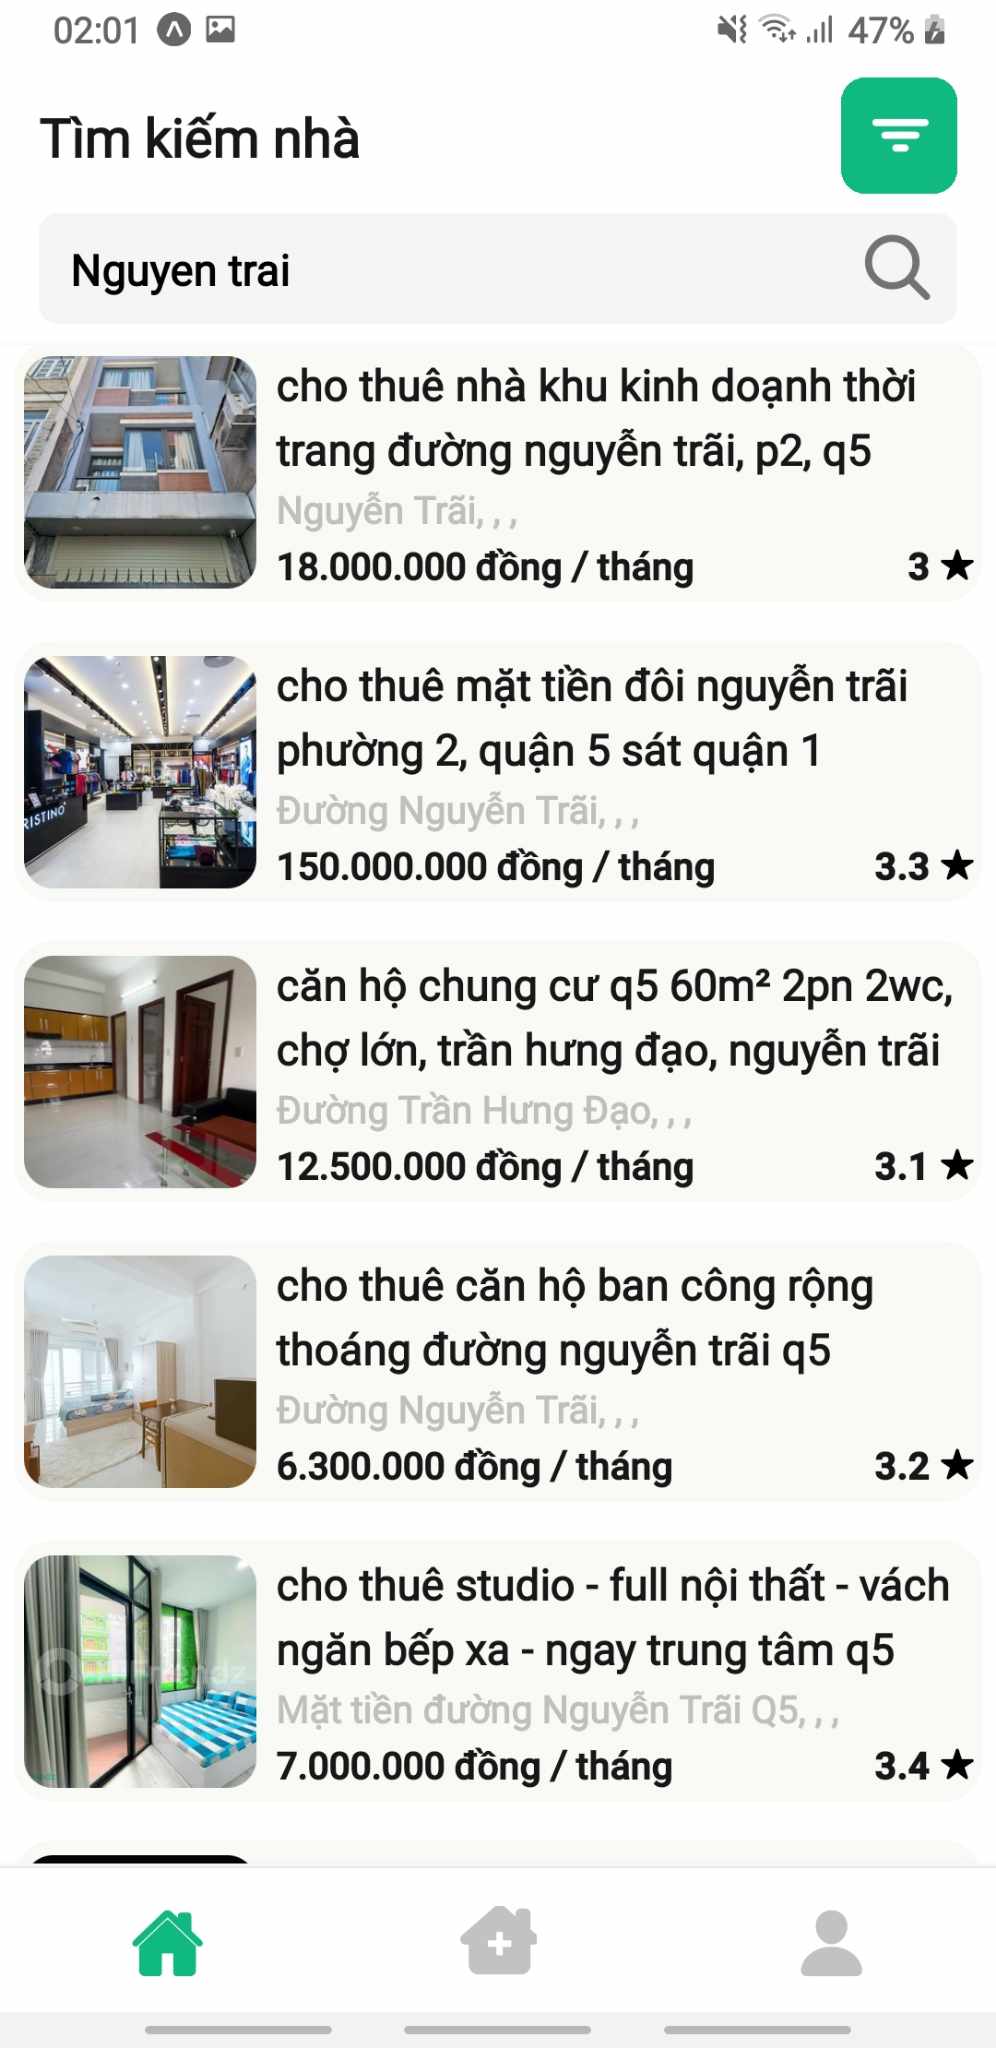 02:01
47%
Tìm kiếm nhà
Nguyen trai
cho thuê nhà khu kinh doạnh thời
trang đường nguyễn trãi, p2, q5
Nguyễn Trãi, , ,
18.000.000 đồng / tháng 3 ★
cho thuê mặt tiền đôi nguyễn trãi
phường 2, quận 5 sát quận 1
Đường Nguyễn Trãi, , ,
RISTINO
150.000.000 đồng / tháng 3.3 ★
căn hộ chung cư q5 60m² 2pn 2wc,
chợ lớn, trần hưng đạo, nguyễn trãi
Đường Trần Hưng Đạo, , ,
12.500.000 đồng / tháng 3.1 ★
cho thuê căn hộ ban công rộng
thoáng đường nguyễn trãi q5
Đường Nguyễn Trãi, , ,
6.300.000 đồng / tháng 3.2 ★
cho thuê studio - full nội thất - vách
ngăn bếp xa - ngay trung tâm q5
Mặt tiền đường Nguyễn Trãi Q5, , ,
7.000.000 đồng / tháng 3.4 ★